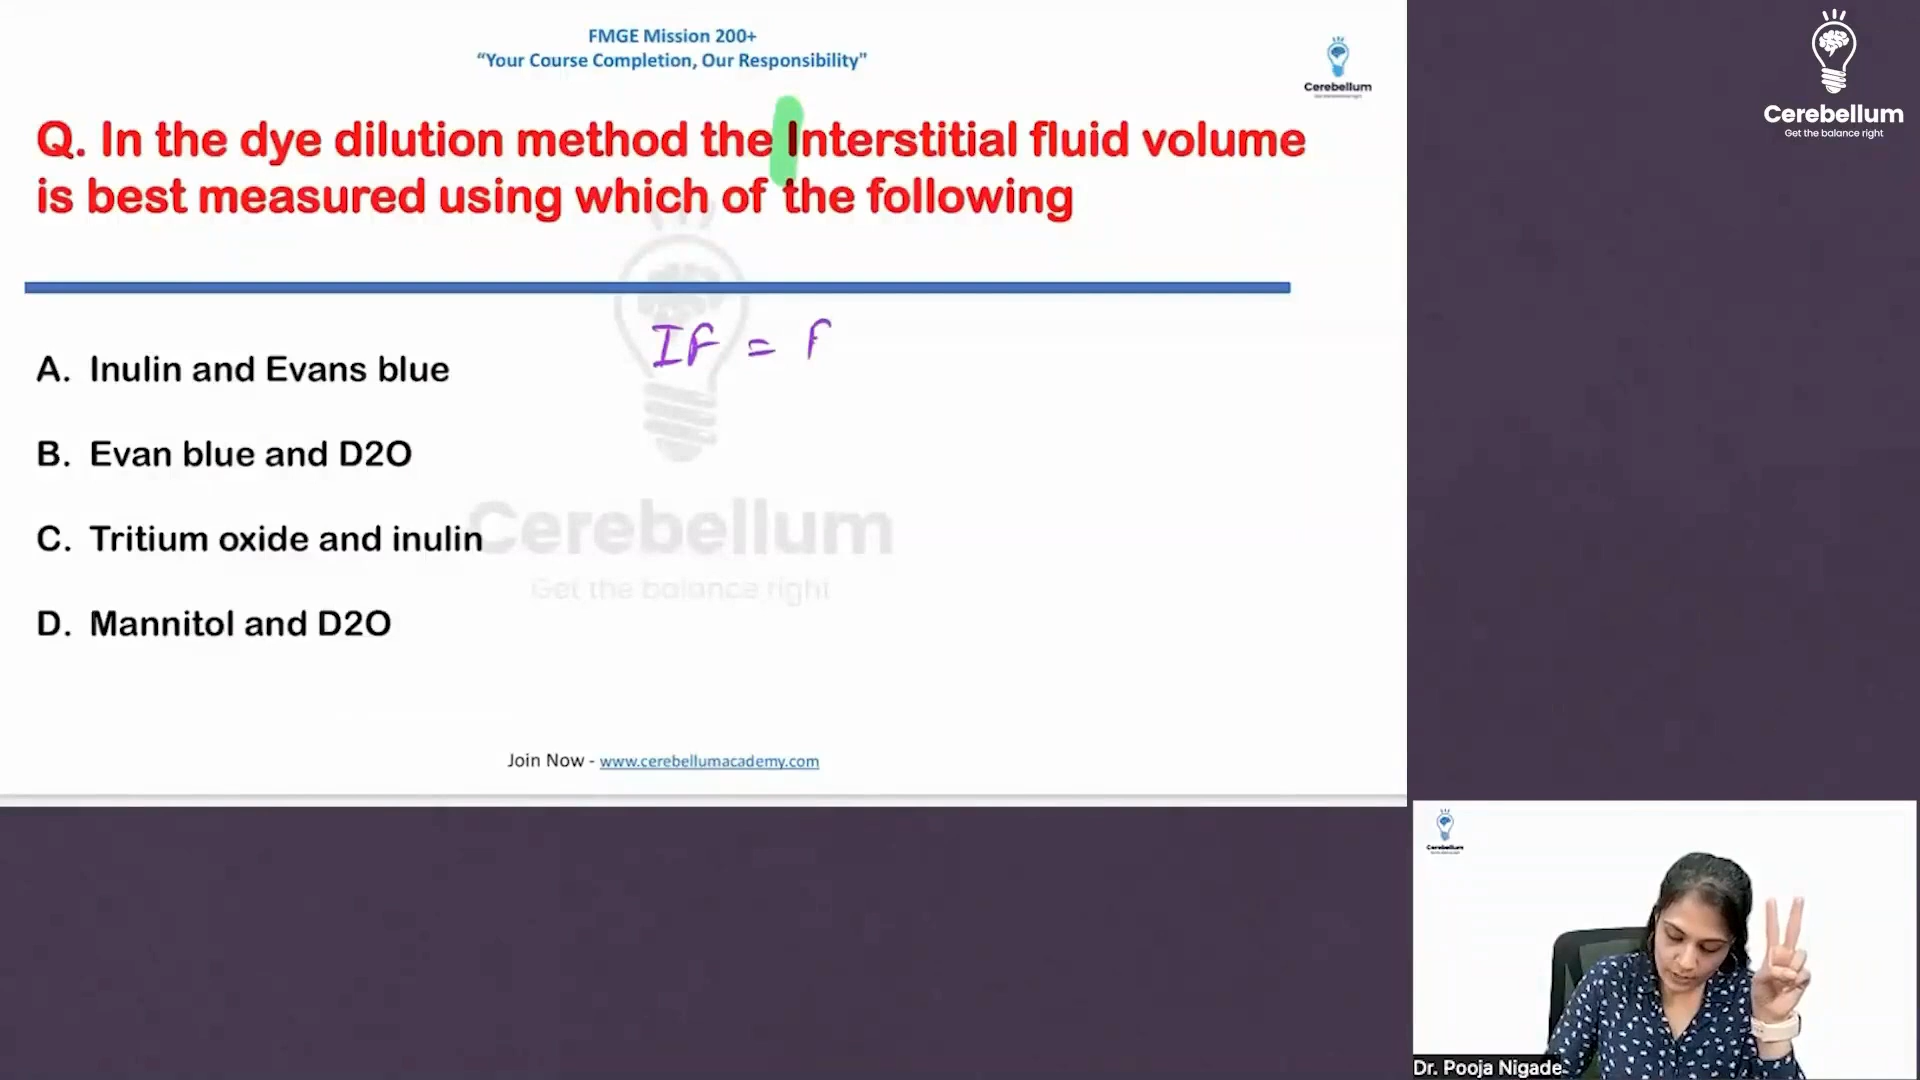 FMGE Mission 200+
“Your Course Completion, Our Responsibility"
Cerebellum
Cerebellum
Get the balance right
Q. In the dye dilution method the Interstitial fluid volume
is best measured using which of the following
IF = F
A. Inulin and Evans blue
B. Evan blue and D2O
C. Tritium oxide and inulin
D. Mannitol and D2O
Cerebellum
Get the balance right
Join Now - www.cerebellumacademy.com
Cerebellum
Dr. Pooja Nigade